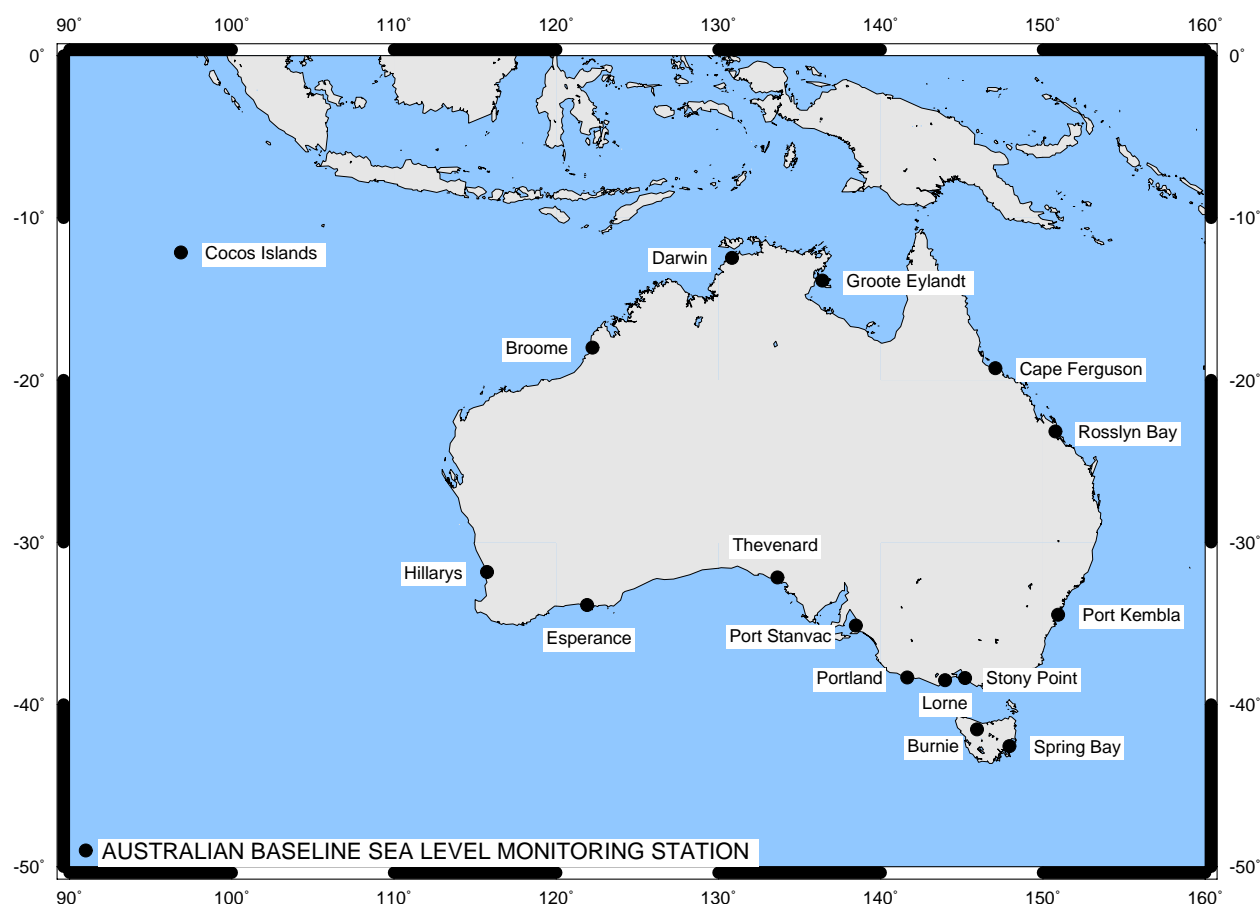 90˚ 100˚ 110˚ 120˚ 130˚ 140˚ 150˚ 160˚
0˚ 0˚
-10˚ -10˚
Cocos Islands
Darwin
Groote Eylandt
Broome
Cape Ferguson
-20˚ -20˚
Rosslyn Bay
-30˚ -30˚
Thevenard
Hillarys
Port Kembla
Esperance
Port Stanvac
Portland
Stony Point
Lorne
-40˚ -40˚
Burnie
Spring Bay
AUSTRALIAN BASELINE SEA LEVEL MONITORING STATION
-50˚ -50˚
90˚ 100˚ 110˚ 120˚ 130˚ 140˚ 150˚ 160˚